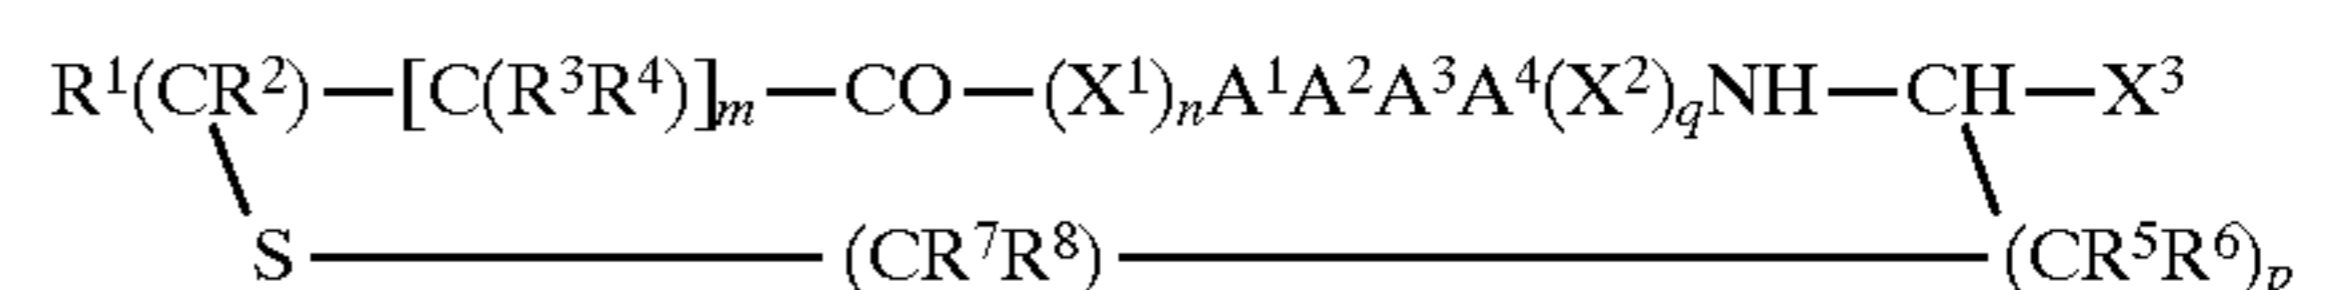 R¹(CR²)—[C(R³R⁴)]ₘ—CO—(X¹)ₙA¹A²A³A⁴(X²)qNH—CH—X³
S—(CR⁷R⁸)—(CR⁵R⁶)ₚ